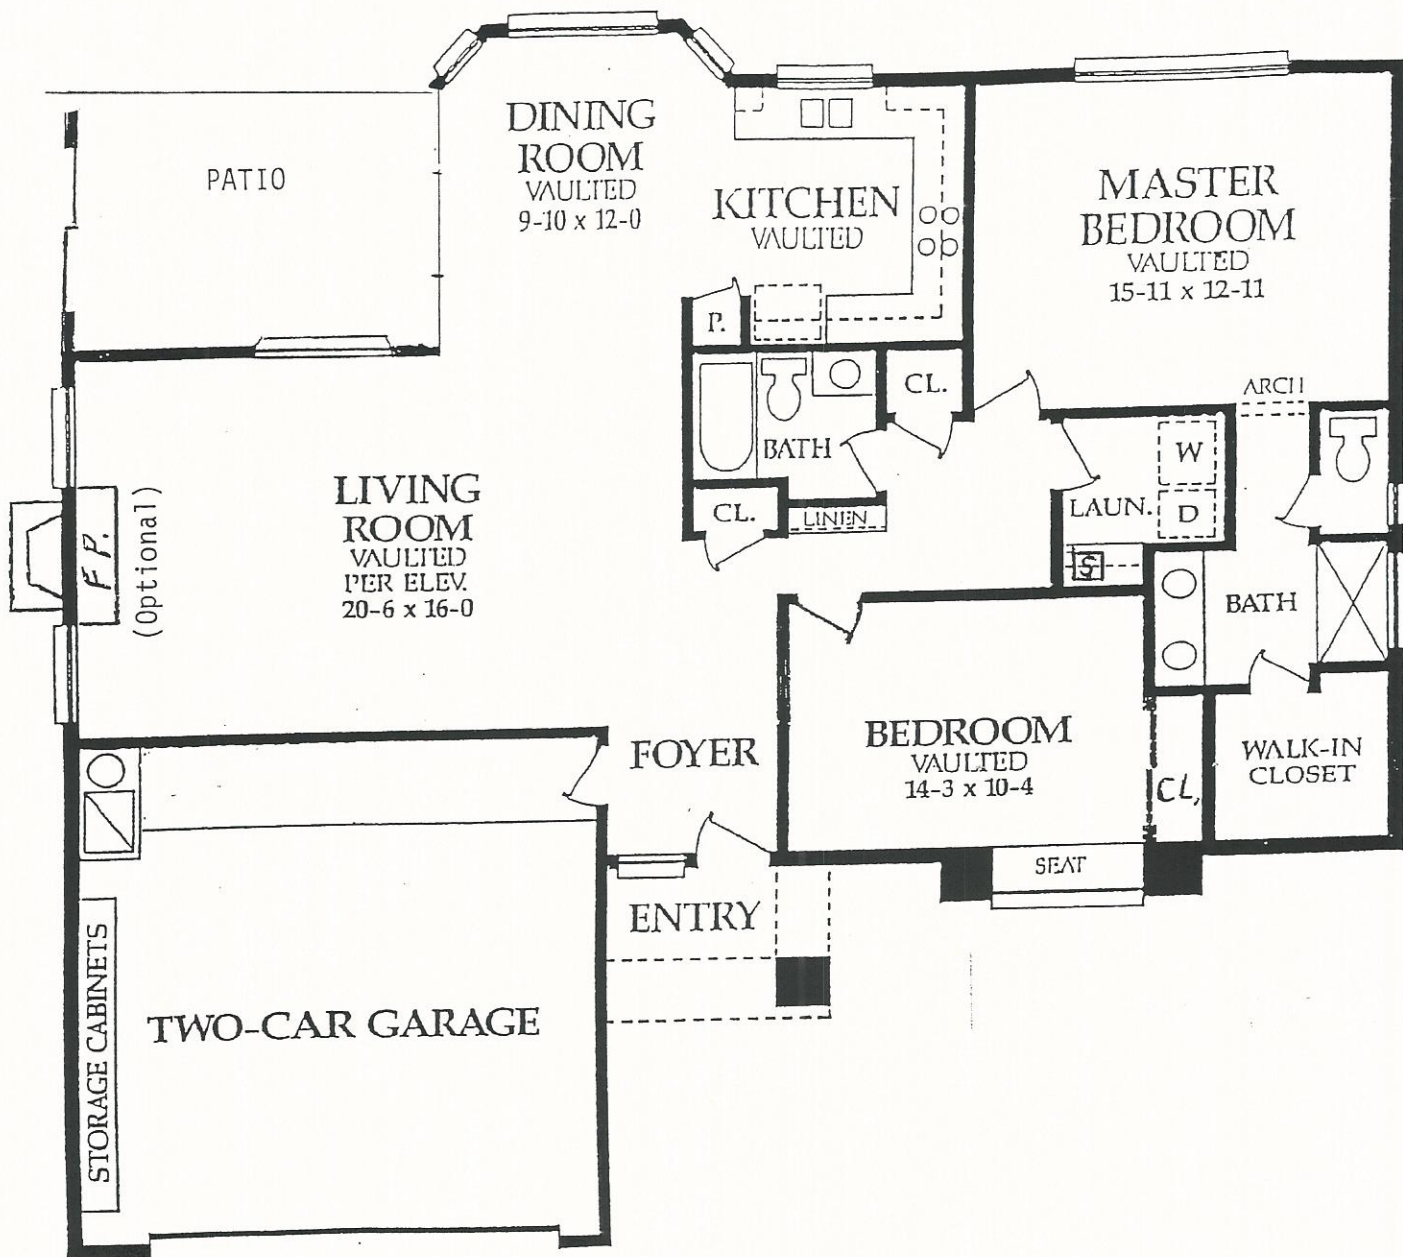 DINING
ROOM
VAULTED
9-10 x 12-0
PATIO
KITCHEN
VAULTED
MASTER
BEDROOM
VAULTED
15-11 x 12-11
P.
CL.
ARCH
BATH
W
LAUN.
D
LIVING
ROOM
VAULTED
PER ELEV.
20-6 x 16-0
F.P.
(Optional)
CL.
LINEN
S
BATH
FOYER
BEDROOM
VAULTED
14-3 x 10-4
CL,
WALK-IN
CLOSET
SEAT
ENTRY
STORAGE CABINETS
TWO-CAR GARAGE